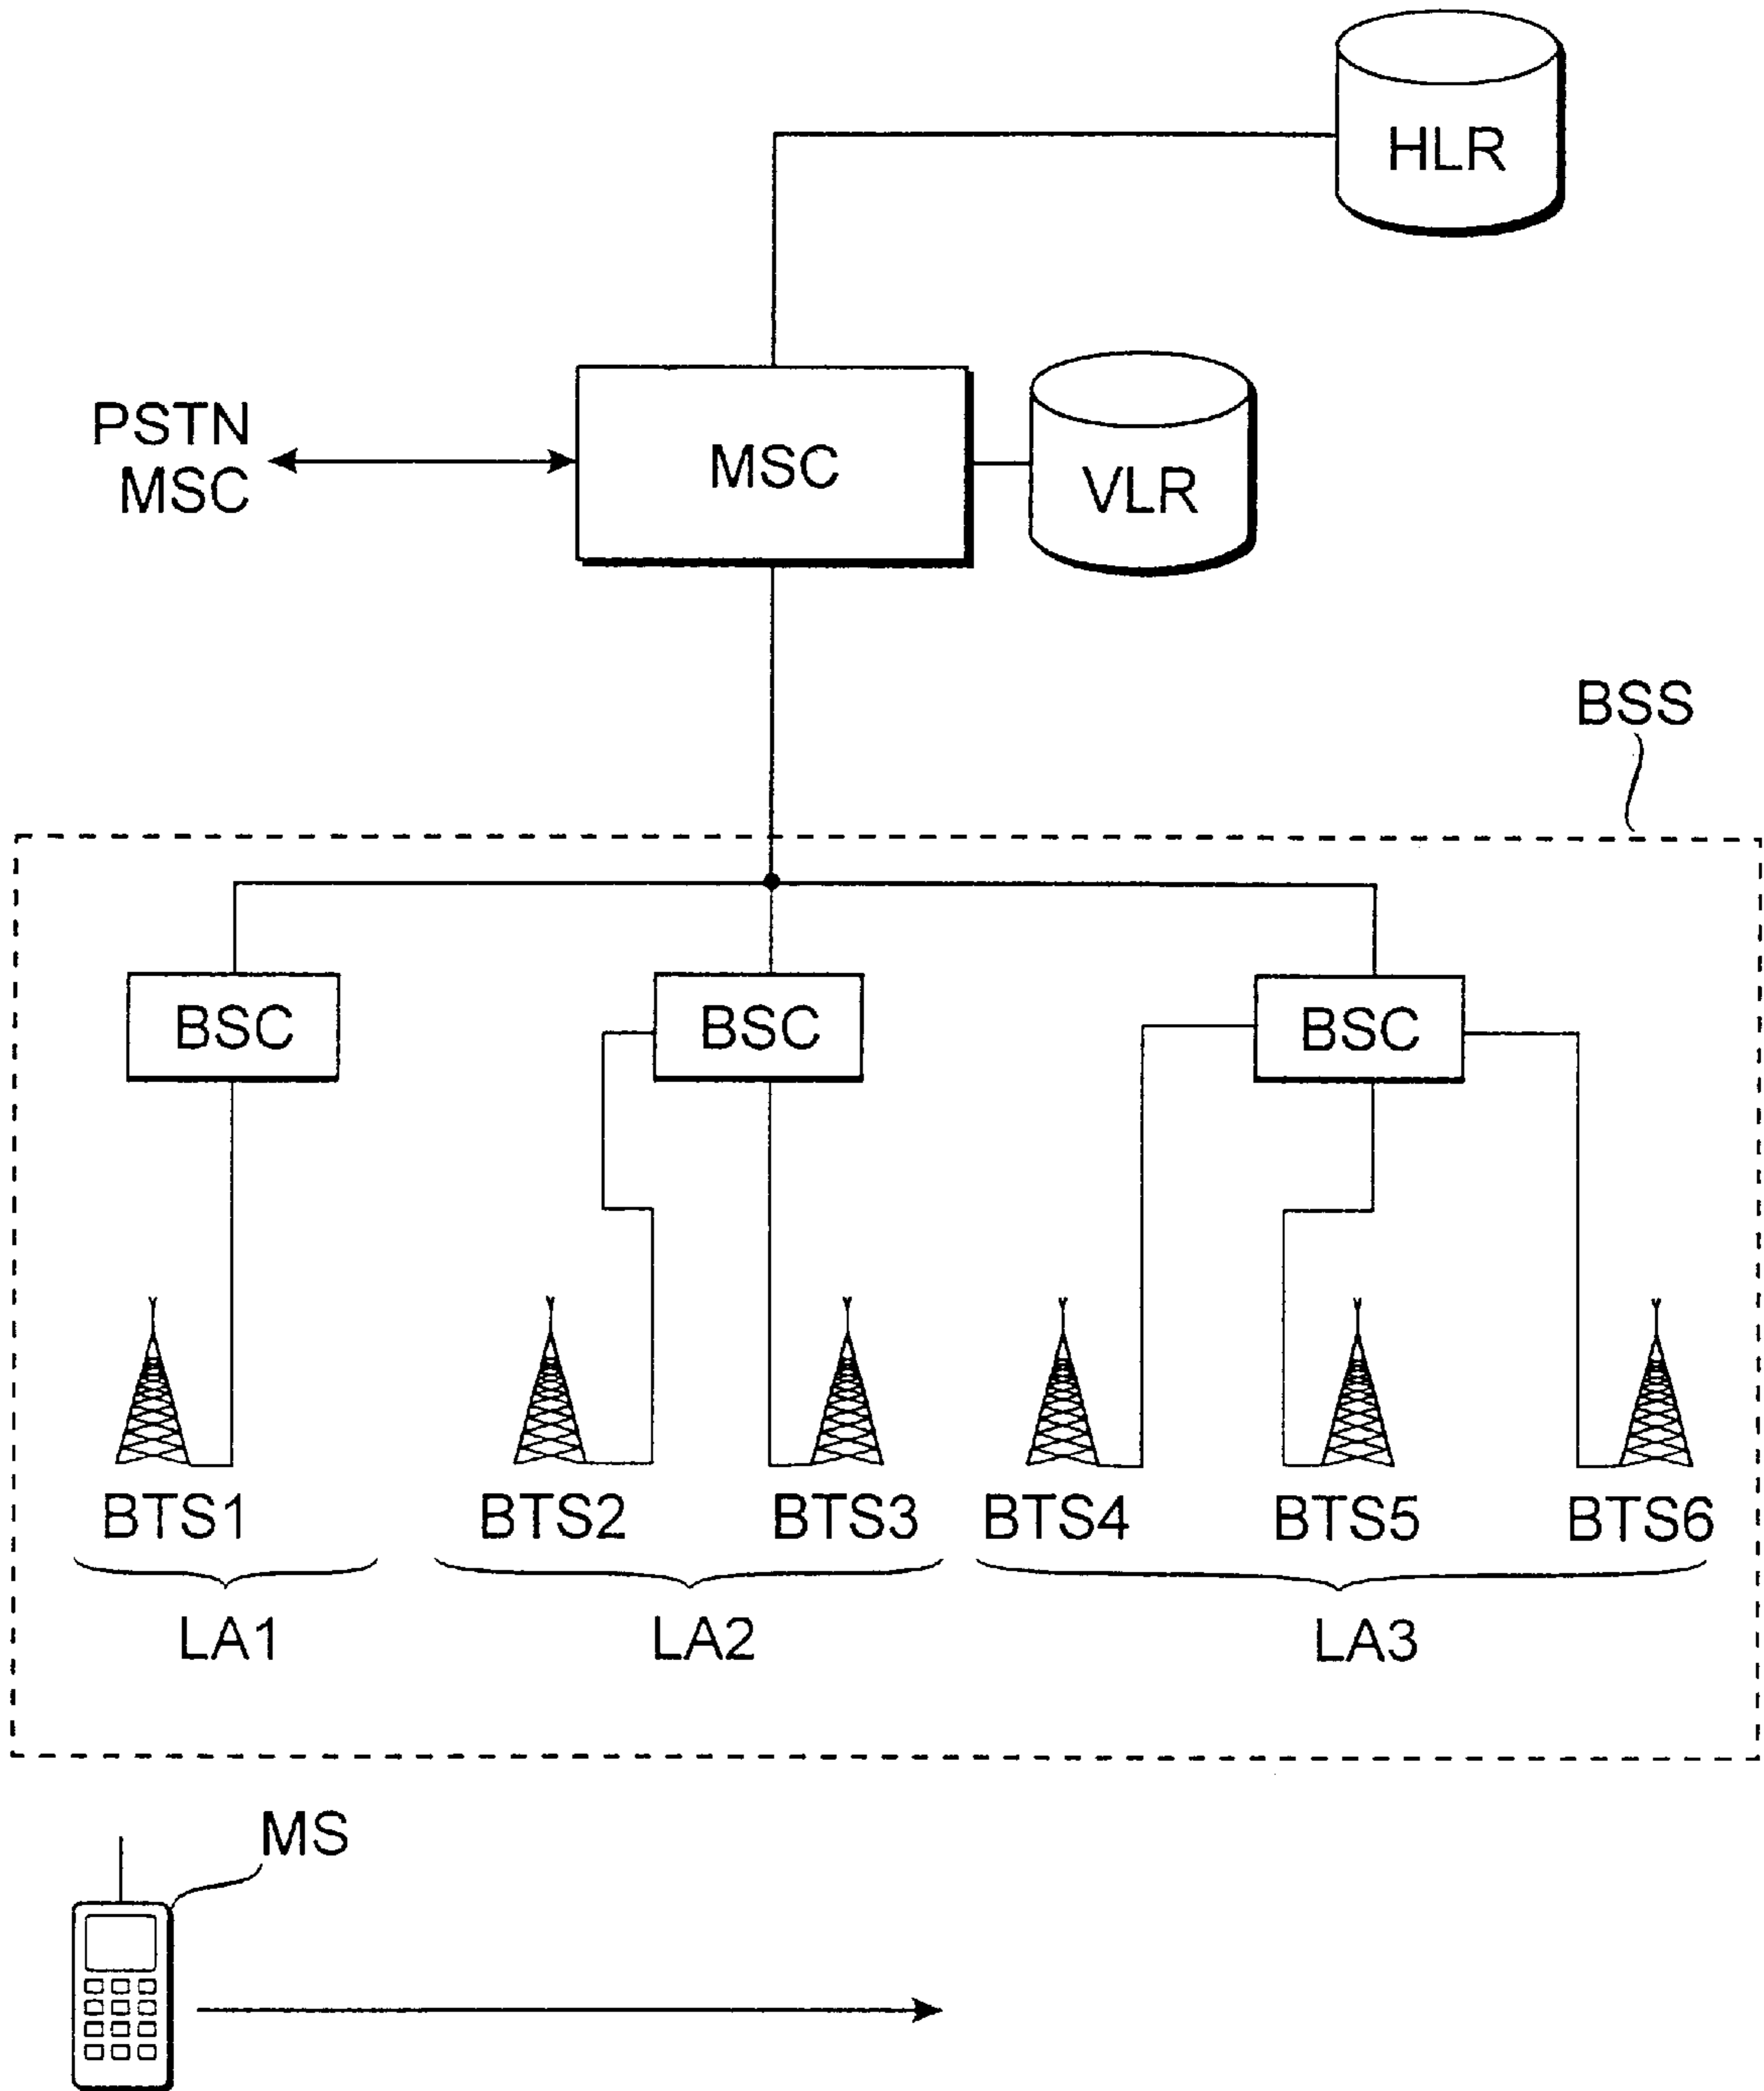 HLR
PSTN
MSC
MSC
VLR
BSS
BSC
BSC
BSC
BTS1
BTS2
BTS3
BTS4
BTS5
BTS6
LA1
LA2
LA3
MS